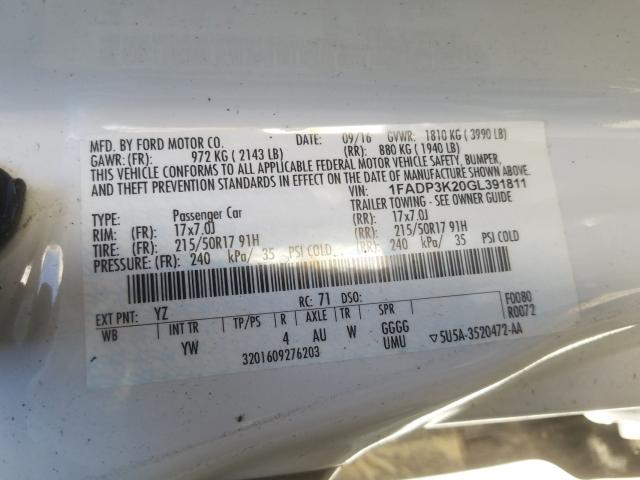 MFD. BY FORD MOTOR CO. DATE: 09/16 GVWR: 1810 KG ( 3990 LB)
GAWR: (FR): 972 KG ( 2143 LB) (RR): 880 KG ( 1940 LB)
THIS VEHICLE CONFORMS TO ALL APPLICABLE FEDERAL MOTOR VEHICLE SAFETY, BUMPER,
AND THEFT PREVENTION STANDARDS IN EFFECT ON THE DATE OF MANUFACTURE SHOWN ABOVE.
VIN: 1FADP3K20GL391811
TYPE: Passenger Car TRAILER TOWING - SEE OWNER GUIDE
RIM: (FR): 17x7.0J (RR): 17x7.0J
TIRE: (FR): 215/50R17 91H (RR): 215/50R17 91H
PRESSURE: (FR): 240 kPa/ 35 PSI COLD (RR): 240 kPa/ 35 PSI COLD
EXT PNT: YZ RC: 71 DSO: F0080
WB INT TR TP/PS R AXLE TR SPR R0072
YW 4 AU W GGGG
3201609276203 UMU ▽5U5A-3520472-AA